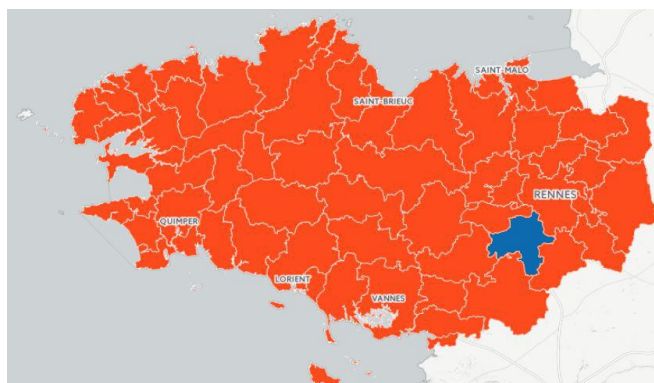 SAINT-MALO
SAINT-BRIEUC
RENNES
QUIMPER
LORIENT
VANNES